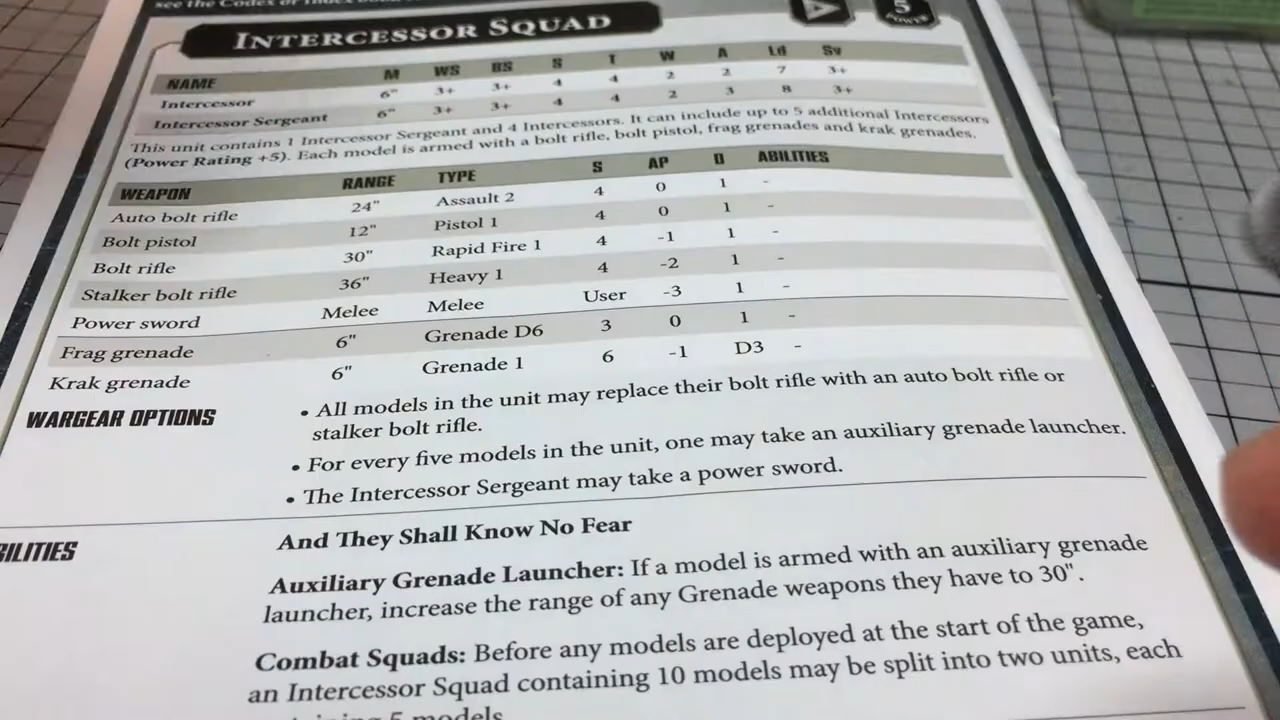 see the Codex or Index
INTERCESSOR SQUAD
5
POWER
NAME M WS BS S T W A Ld Sv
Intercessor 6" 3+ 3+ 4 4 2 2 7 3+
Intercessor Sergeant 6" 3+ 3+ 4 4 2 3 8 3+
This unit contains 1 Intercessor Sergeant and 4 Intercessors. It can include up to 5 additional Intercessors
(Power Rating +5). Each model is armed with a bolt rifle, bolt pistol, frag grenades and krak grenades.
WEAPON RANGE TYPE S AP D ABILITIES
Auto bolt rifle 24" Assault 2 4 0 1 -
Bolt pistol 12" Pistol 1 4 0 1 -
Bolt rifle 30" Rapid Fire 1 4 -1 1 -
Stalker bolt rifle 36" Heavy 1 4 -2 1 -
Power sword Melee Melee User -3 1 -
Frag grenade 6" Grenade D6 3 0 1 -
Krak grenade 6" Grenade 1 6 -1 D3 -
WARGEAR OPTIONS
• All models in the unit may replace their bolt rifle with an auto bolt rifle or
stalker bolt rifle.
• For every five models in the unit, one may take an auxiliary grenade launcher.
• The Intercessor Sergeant may take a power sword.
BILITIES
And They Shall Know No Fear
Auxiliary Grenade Launcher: If a model is armed with an auxiliary grenade
launcher, increase the range of any Grenade weapons they have to 30".
Combat Squads: Before any models are deployed at the start of the game,
an Intercessor Squad containing 10 models may be split into two units, each
5 models